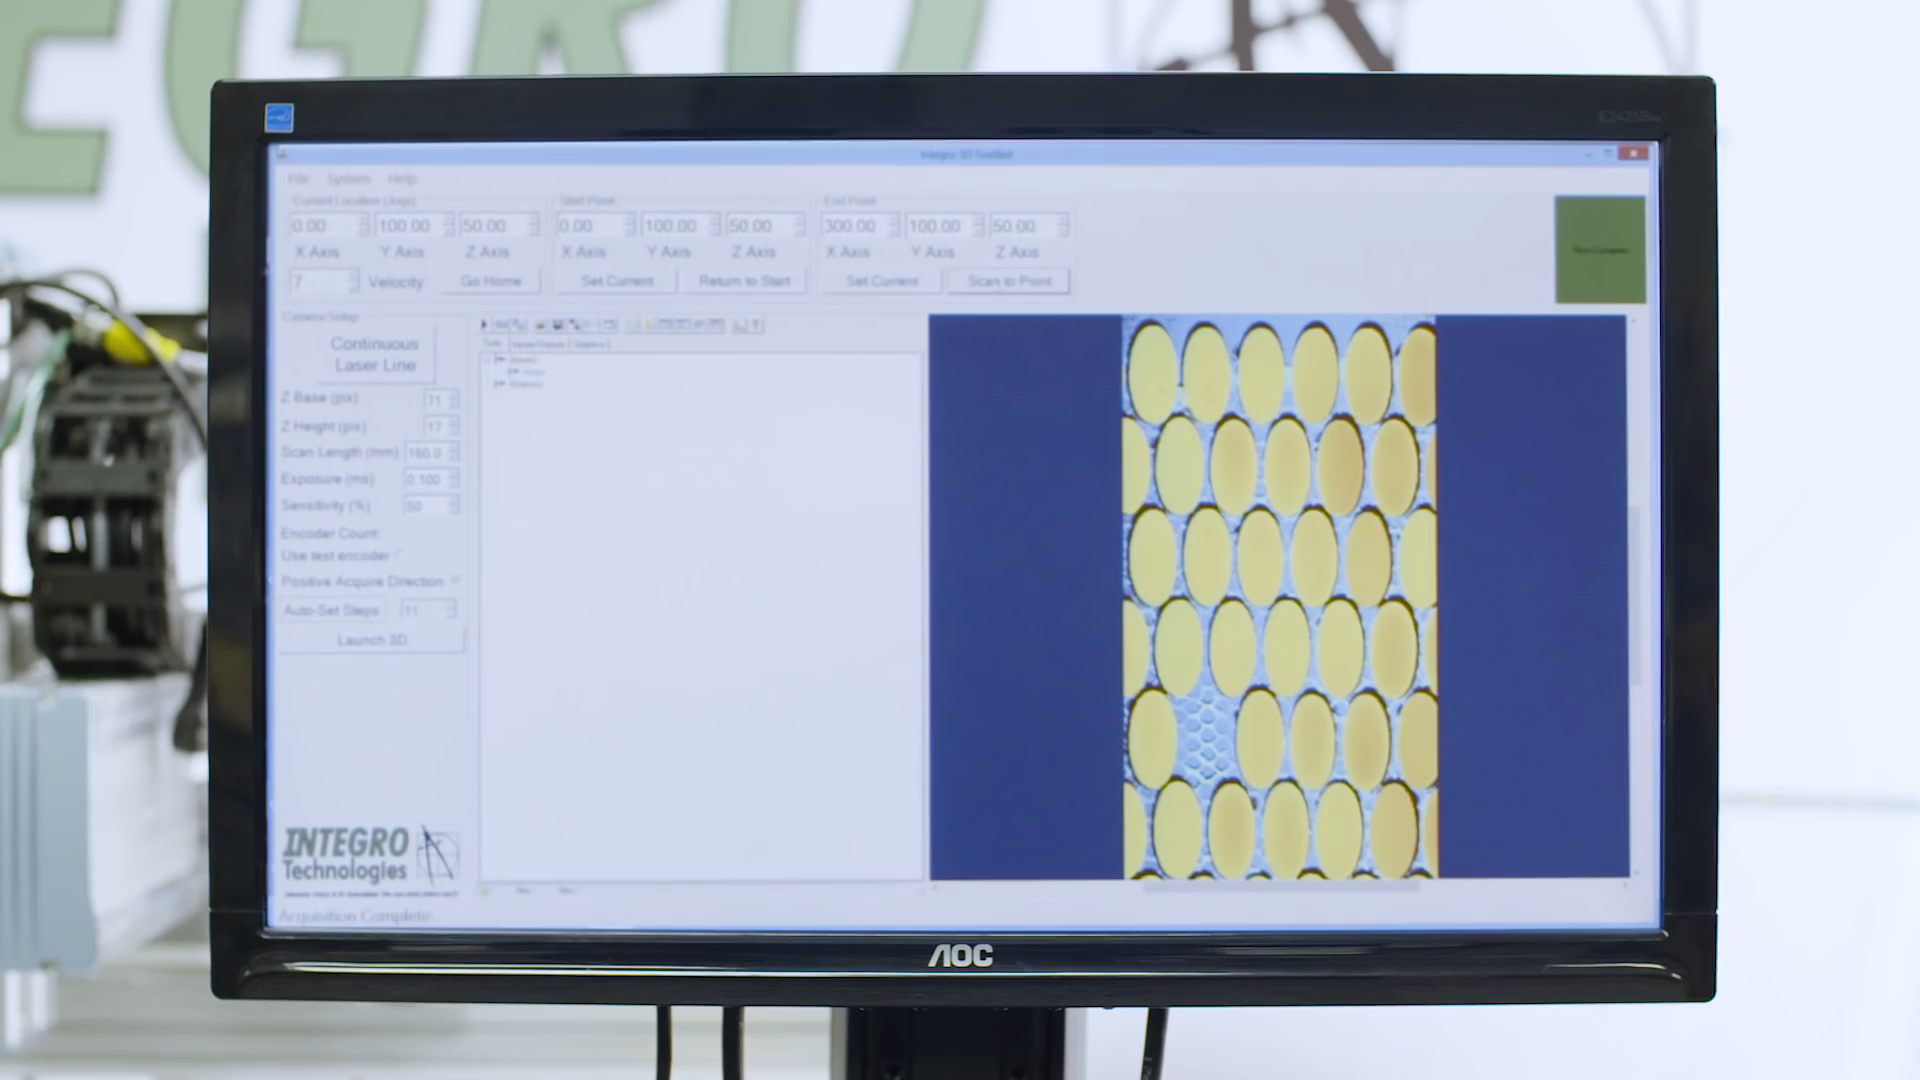 EGRO
Integro 3D TestBed
File System Help
Current Location (Jogs) Start Point End Point
0.00 100.00 50.00 0.00 100.00 50.00 300.00 100.00 50.00
X Axis Y Axis Z Axis X Axis Y Axis Z Axis X Axis Y Axis Z Axis
7 Velocity Go Home Set Current Return to Start Set Current Scan to Point
Camera Setup
Continuous
Laser Line
Z Base (pix) 71
Z Height (pix) 17
Scan Length (mm) 160.0
Exposure (ms) 0.100
Sensitivity (%) 50
Encoder Count:
Use test encoder
Positive Acquire Direction
Auto-Set Steps 11
Launch 3D
INTEGRO
Technologies
Acquisition Complete
AOC